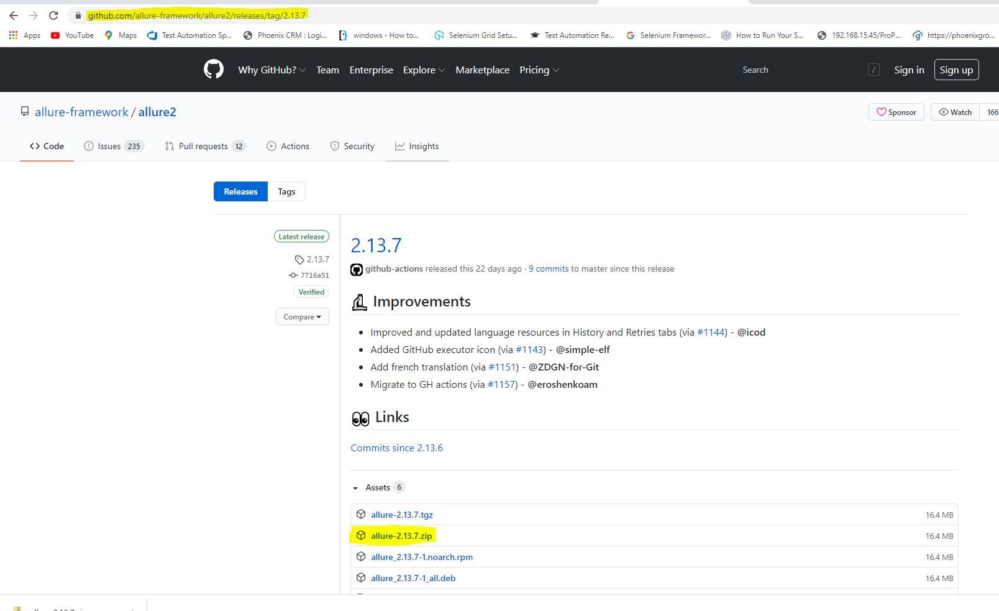 github.com/allure-framework/allure2/releases/tag/2.13.7
Apps YouTube Maps Test Automation Sp... Phoenix CRM : Logi... windows - How to... Selenium Grid Setu... Test Automation Re... Selenium Framewor... How to Run Your S... 192.168.15.45/ProP... https://phoenixgro...
Why GitHub? Team Enterprise Explore Marketplace Pricing Search / Sign in Sign up
allure-framework / allure2 Sponsor Watch 166
Code Issues 235 Pull requests 12 Actions Security Insights
Releases Tags
Latest release
2.13.7
7716a51
Verified
Compare
2.13.7
github-actions released this 22 days ago · 9 commits to master since this release
Improvements
• Improved and updated language resources in History and Retries tabs (via #1144) - @icod
• Added GitHub executor icon (via #1143) - @simple-elf
• Add french translation (via #1151) - @ZDGN-for-Git
• Migrate to GH actions (via #1157) - @eroshenkoam
Links
Commits since 2.13.6
Assets 6
allure-2.13.7.tgz 16.4 MB
allure-2.13.7.zip 16.4 MB
allure_2.13.7-1.noarch.rpm 16.4 MB
allure_2.13.7-1_all.deb 16.4 MB